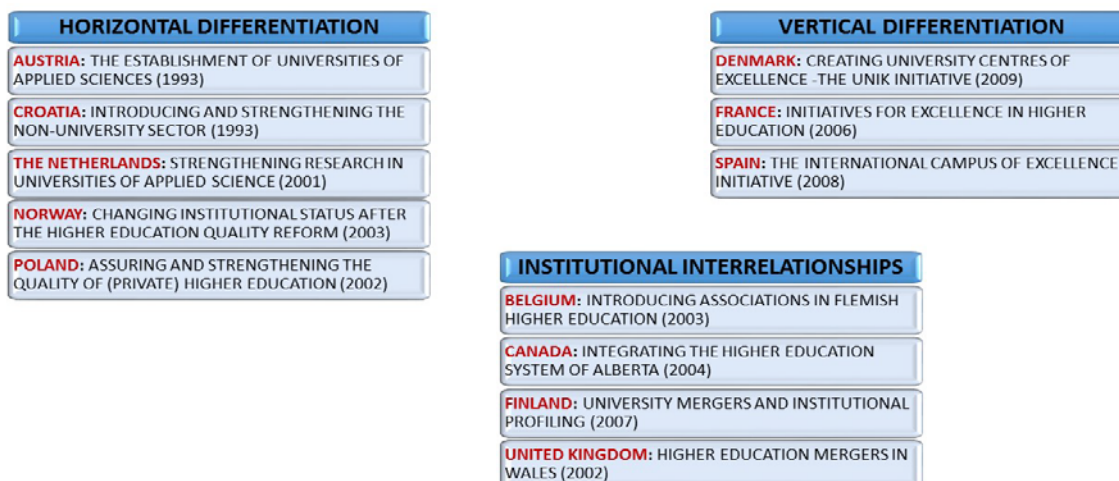 HORIZONTAL DIFFERENTIATION
AUSTRIA: THE ESTABLISHMENT OF UNIVERSITIES OF
APPLIED SCIENCES (1993)
CROATIA: INTRODUCING AND STRENGTHENING THE
NON-UNIVERSITY SECTOR (1993)
THE NETHERLANDS: STRENGTHENING RESEARCH IN
UNIVERSITIES OF APPLIED SCIENCE (2001)
NORWAY: CHANGING INSTITUTIONAL STATUS AFTER
THE HIGHER EDUCATION QUALITY REFORM (2003)
POLAND: ASSURING AND STRENGTHENING THE
QUALITY OF (PRIVATE) HIGHER EDUCATION (2002)
VERTICAL DIFFERENTIATION
DENMARK: CREATING UNIVERSITY CENTRES OF
EXCELLENCE -THE UNIK INITIATIVE (2009)
FRANCE: INITIATIVES FOR EXCELLENCE IN HIGHER
EDUCATION (2006)
SPAIN: THE INTERNATIONAL CAMPUS OF EXCELLENCE
INITIATIVE (2008)
INSTITUTIONAL INTERRELATIONSHIPS
BELGIUM: INTRODUCING ASSOCIATIONS IN FLEMISH
HIGHER EDUCATION (2003)
CANADA: INTEGRATING THE HIGHER EDUCATION
SYSTEM OF ALBERTA (2004)
FINLAND: UNIVERSITY MERGERS AND INSTITUTIONAL
PROFILING (2007)
UNITED KINGDOM: HIGHER EDUCATION MERGERS IN
WALES (2002)